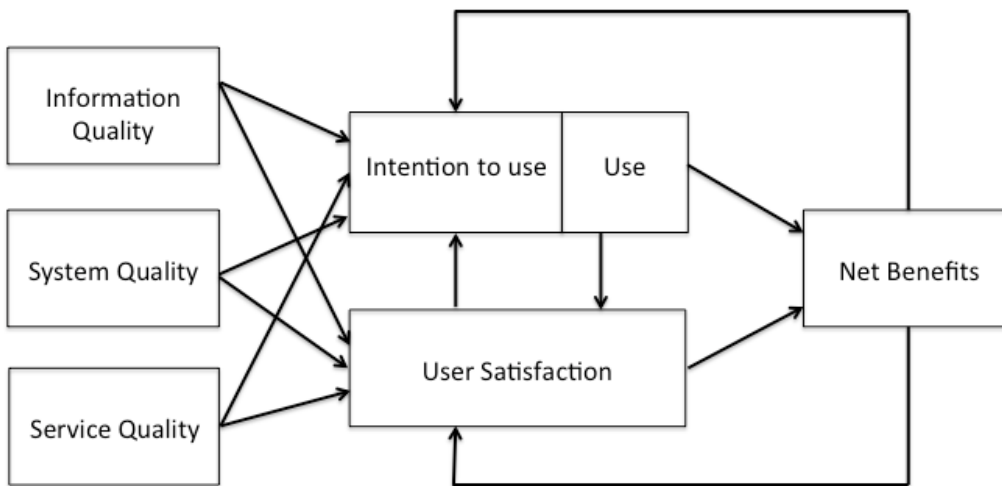 Information
Quality
Intention to use
Use
System Quality
Net Benefits
User Satisfaction
Service Quality